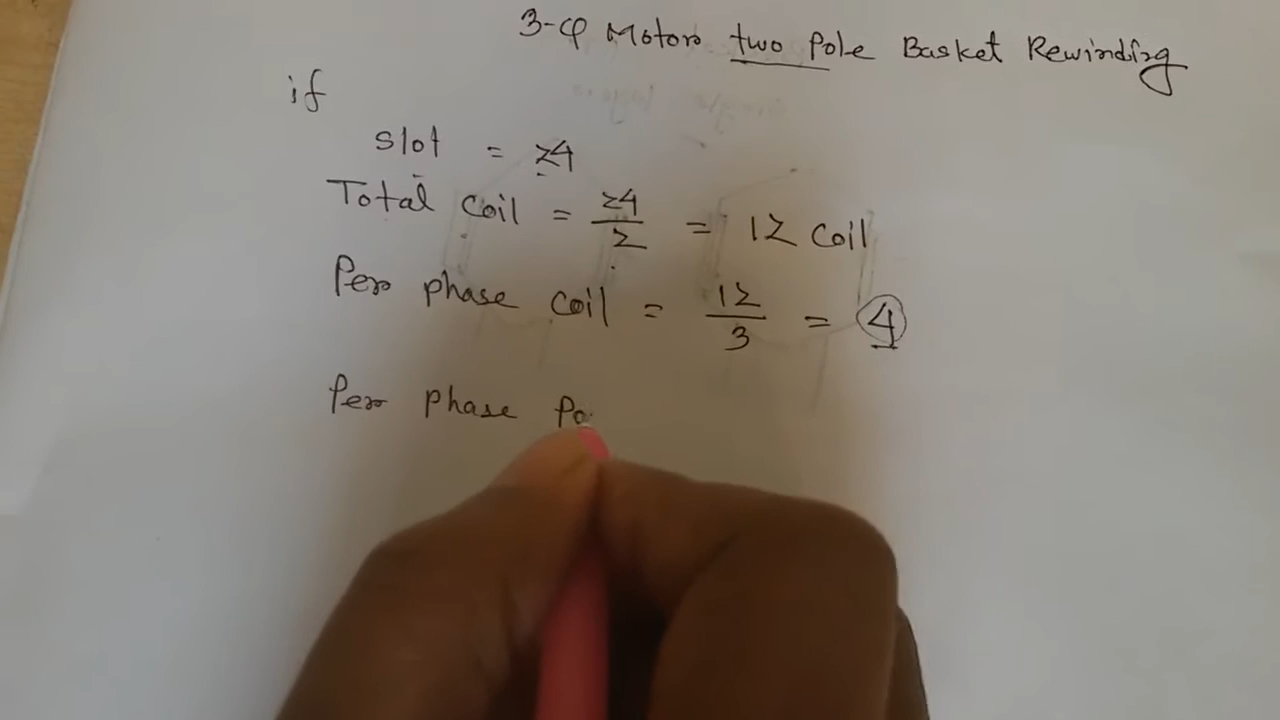 3-φ Motor two Pole Basket Rewinding
if
slot = 24
Total coil = 24/2 = 12 coil
Per phase coil = 12/3 = 4
Per phase Po